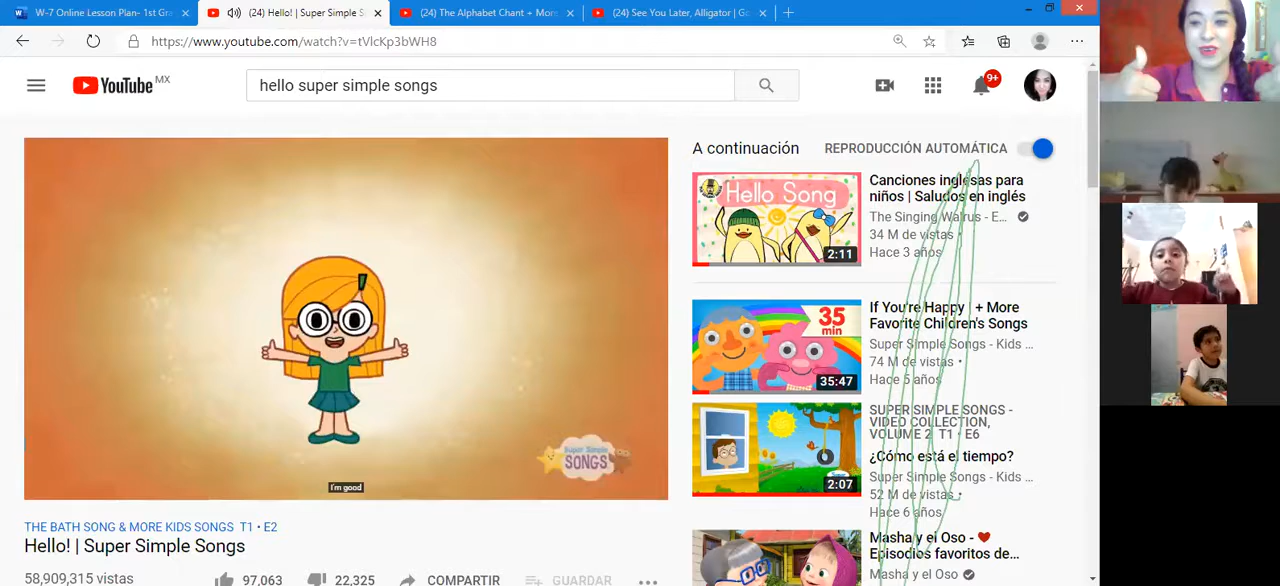 W-7 Online Lesson Plan- 1st Gra
(24) Hello! | Super Simple S
(24) The Alphabet Chant + More
(24) See You Later, Alligator | Go
https://www.youtube.com/watch?v=tVlcKp3bWH8
YouTube MX
hello super simple songs
9+
A continuación
REPRODUCCIÓN AUTOMÁTICA
Hello Song
2:11
Canciones inglesas para
niños | Saludos en inglés
The Singing Walrus - E...
34 M de vistas •
Hace 3 años
35
min
35:47
If You're Happy | + More
Favorite Children's Songs
Super Simple Songs - Kids ...
74 M de vistas •
Hace 5 años
2:07
SUPER SIMPLE SONGS -
VIDEO COLLECTION,
VOLUME 2 T1 • E6
¿Cómo está el tiempo?
Super Simple Songs - Kids ...
52 M de vistas •
Hace 6 años
Masha y el Oso - ❤️
Episodios favoritos de...
Masha y el Oso
Super Simple
SONGS
I'm good
THE BATH SONG & MORE KIDS SONGS T1 • E2
Hello! | Super Simple Songs
58,909,315 vistas
97,063
22,325
COMPARTIR
GUARDAR